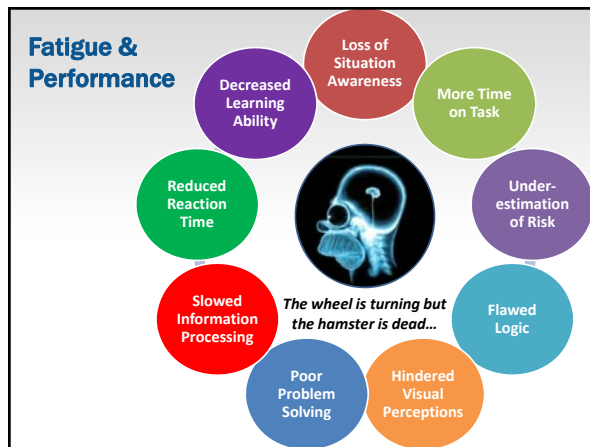 Fatigue &
Performance
Loss of
Situation
Awareness
More Time
on Task
Under-
estimation
of Risk
Flawed
Logic
Hindered
Visual
Perceptions
Poor
Problem
Solving
Slowed
Information
Processing
Reduced
Reaction
Time
Decreased
Learning
Ability
The wheel is turning but
the hamster is dead…